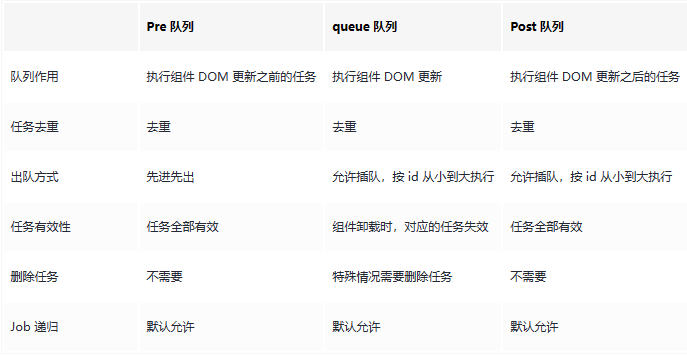 Pre 队列 queue 队列 Post 队列
队列作用 执行组件 DOM 更新之前的任务 执行组件 DOM 更新 执行组件 DOM 更新之后的任务
任务去重 去重 去重 去重
出队方式 先进先出 允许插队，按 id 从小到大执行 允许插队，按 id 从小到大执行
任务有效性 任务全部有效 组件卸载时，对应的任务失效 任务全部有效
删除任务 不需要 特殊情况需要删除任务 不需要
Job 递归 默认允许 默认允许 默认允许